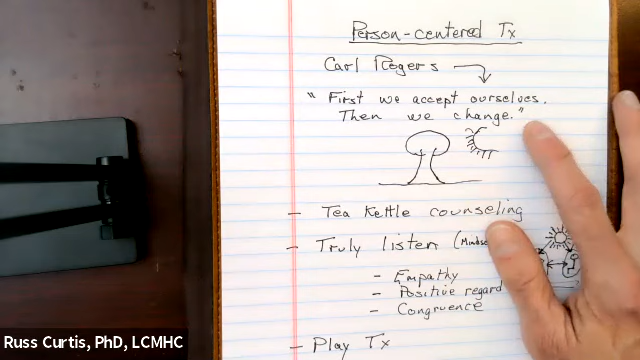 Person-centered Tx
Carl Rogers
" First we accept ourselves.
Then we change."
- Tea Kettle counseling
- Truly listen
- Empathy
- Positive regard
- Congruence
- Play Tx
Russ Curtis, PhD, LCMHC